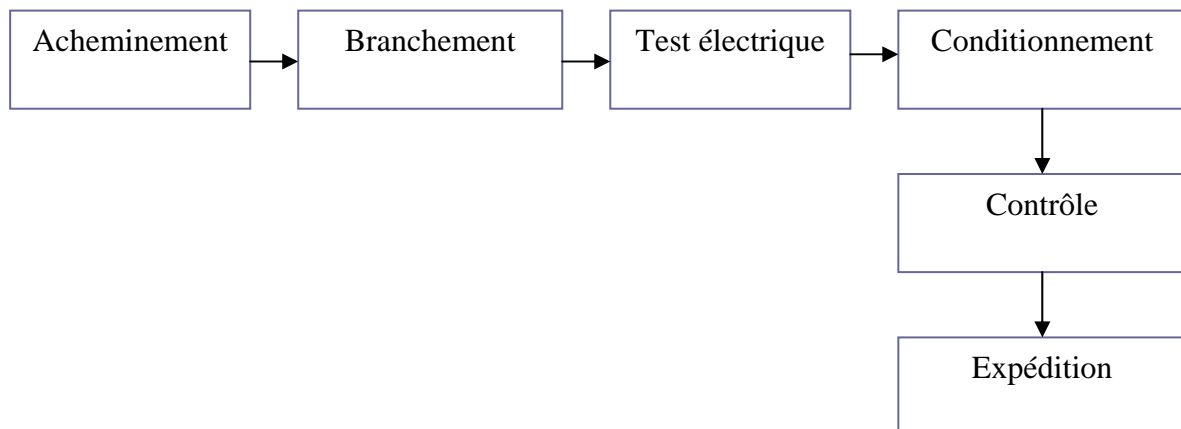 Acheminement
Branchement
Test électrique
Conditionnement
Contrôle
Expédition